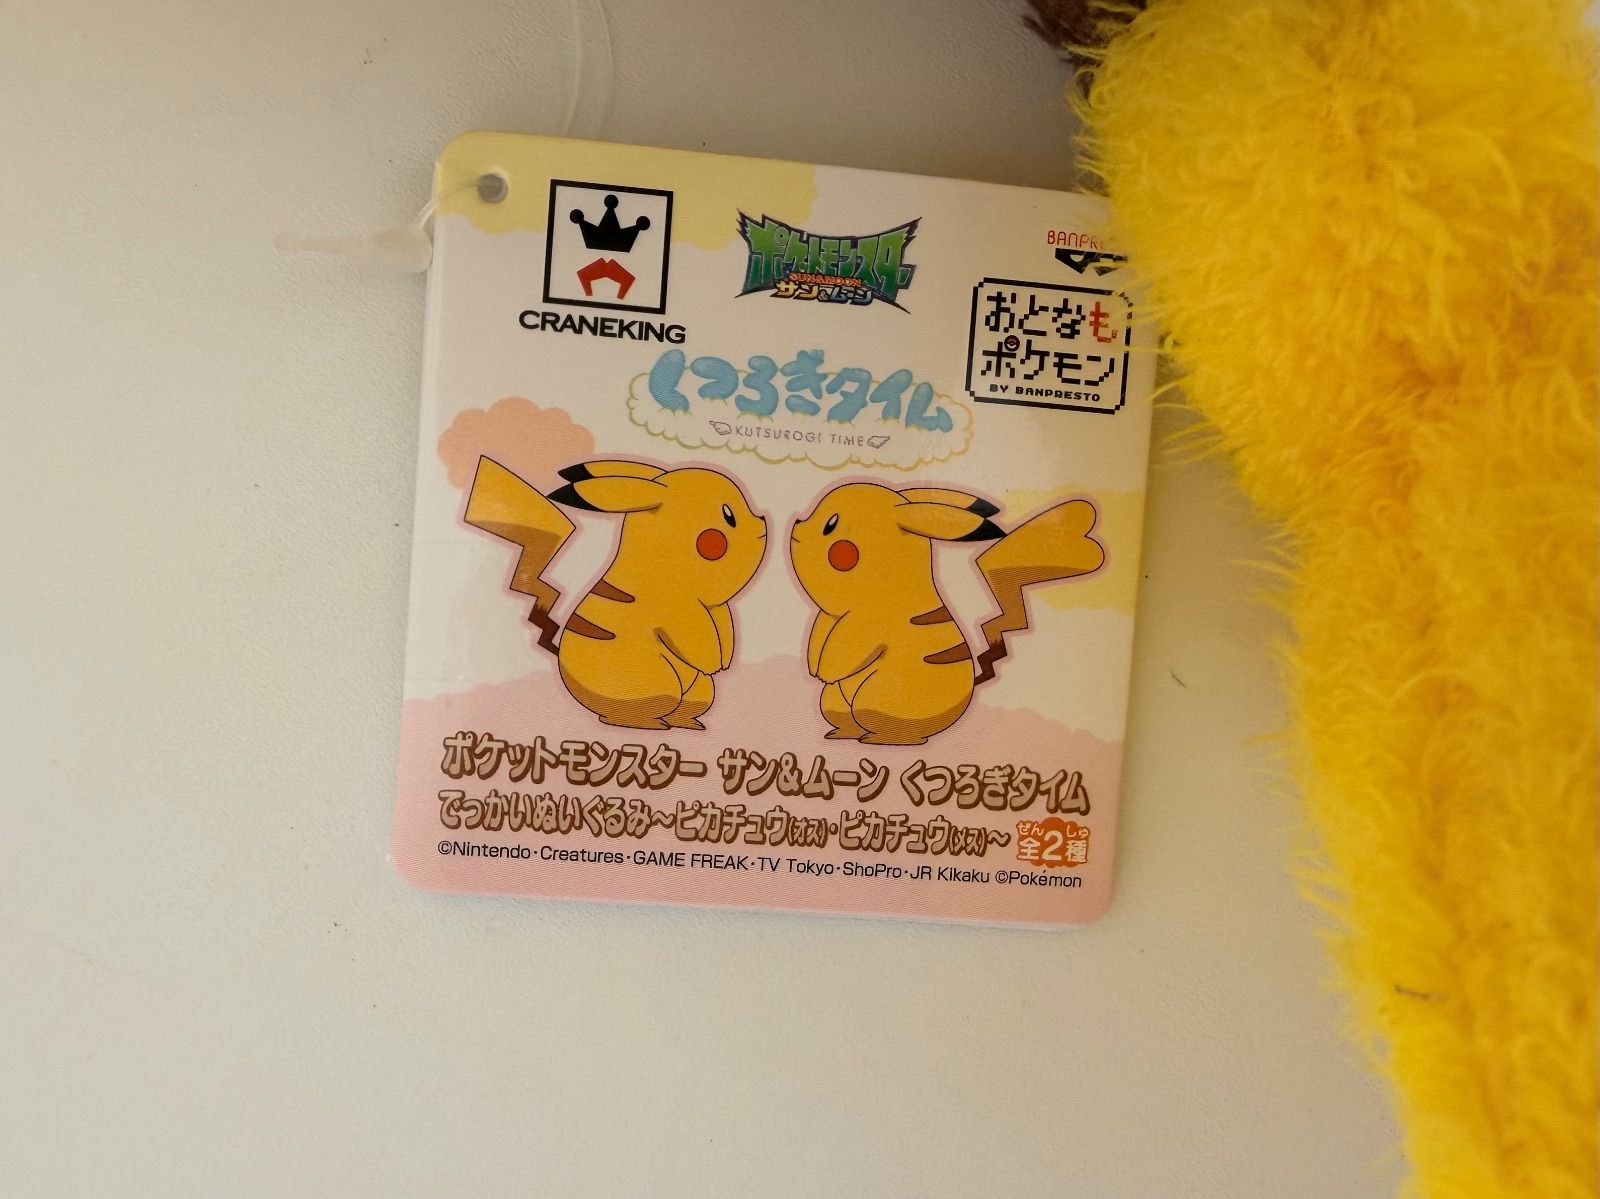 CRANEKING
ポケットモンスター
SUN&MOON
サン&ムーン
おとなも
ポケモン
BY BANPRESTO
くつろぎタイム
KUTSUROGI TIME
ポケットモンスター サン&ムーン くつろぎタイム
でっかいぬいぐるみ～ピカチュウ(オス)・ピカチュウ(メス)～ 全2種
ぜん しゅ
©Nintendo・Creatures・GAME FREAK・TV Tokyo・ShoPro・JR Kikaku ©Pokémon